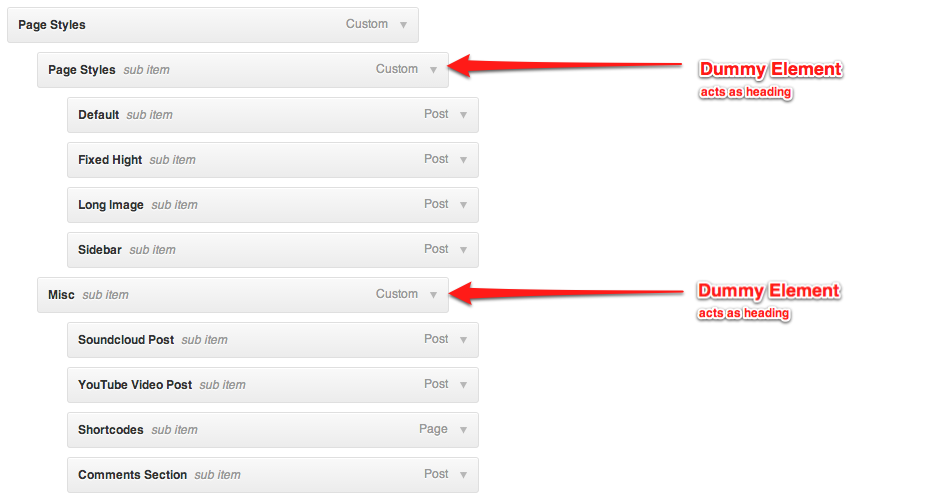 Page Styles Custom
Page Styles sub item Custom
Dummy Element
acts as heading
Default sub item Post
Fixed Hight sub item Post
Long Image sub item Post
Sidebar sub item Post
Misc sub item Custom
Dummy Element
acts as heading
Soundcloud Post sub item Post
YouTube Video Post sub item Post
Shortcodes sub item Page
Comments Section sub item Post